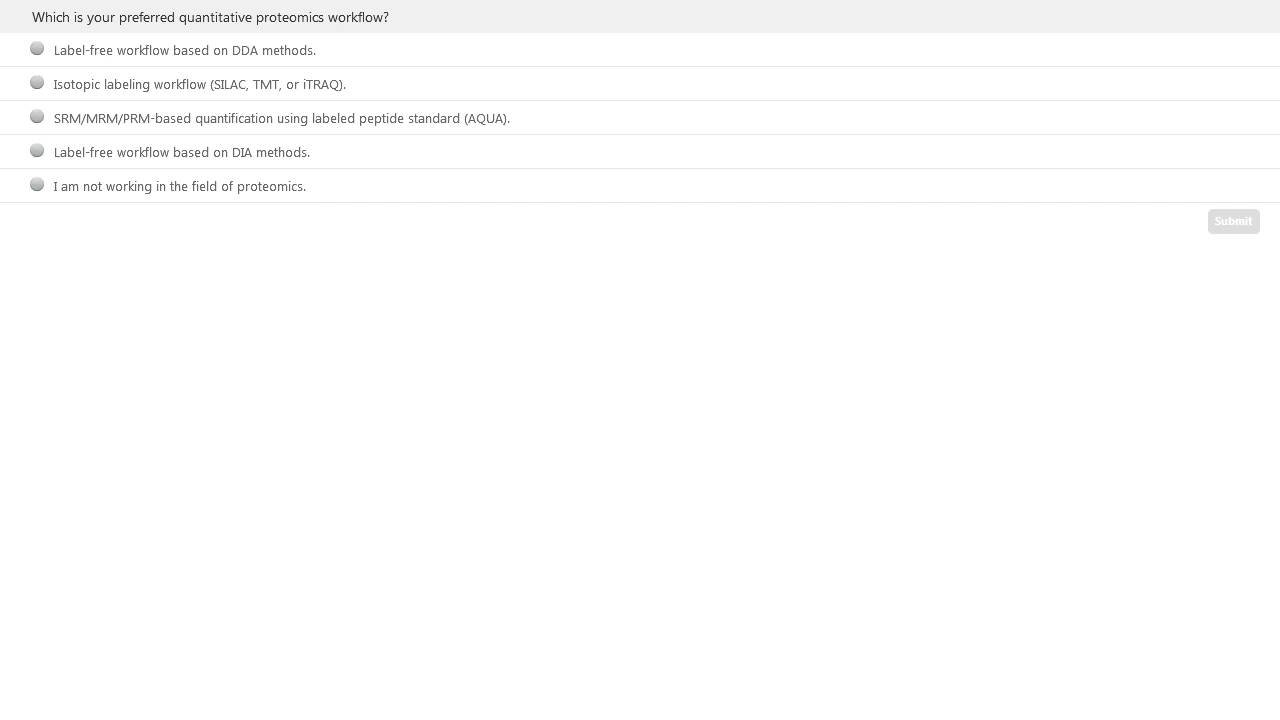 Which is your preferred quantitative proteomics workflow?
Label-free workflow based on DDA methods.
Isotopic labeling workflow (SILAC, TMT, or iTRAQ).
SRM/MRM/PRM-based quantification using labeled peptide standard (AQUA).
Label-free workflow based on DIA methods.
I am not working in the field of proteomics.
Submit